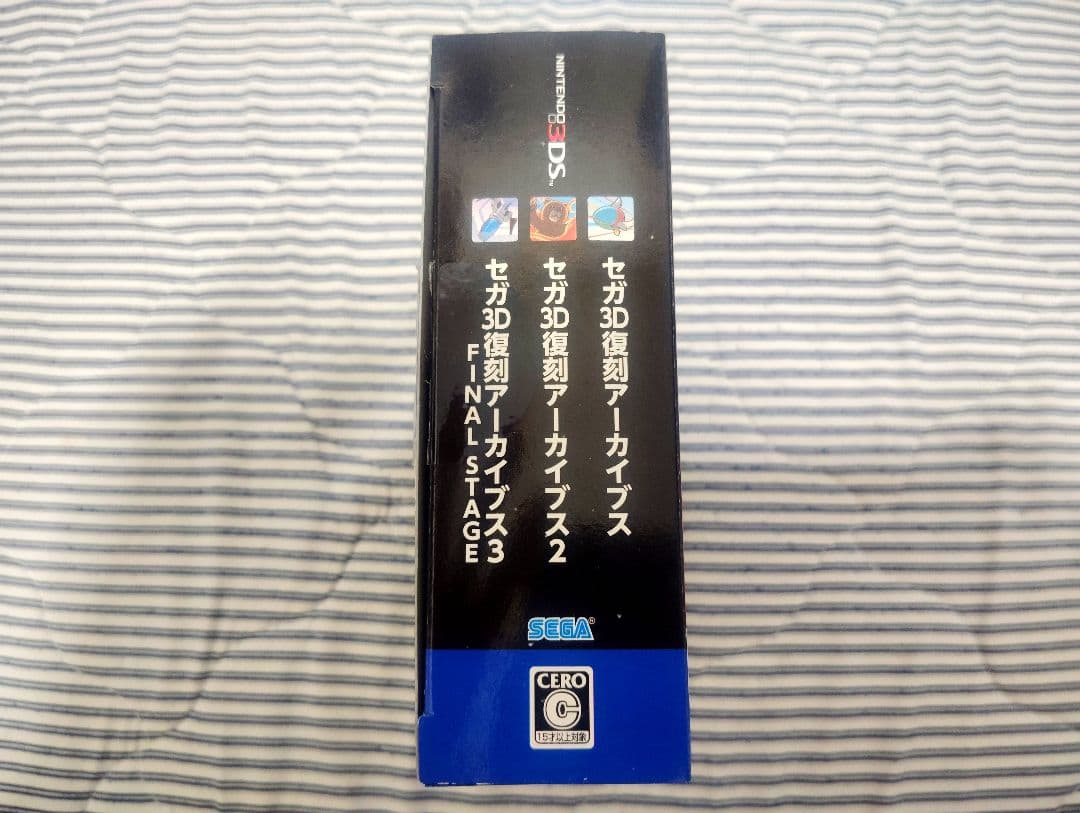 NINTENDO3DS™
セガ3D復刻アーカイブス
セガ3D復刻アーカイブス2
セガ3D復刻アーカイブス3
FINAL STAGE
SEGA®
CERO
C
15才以上対象